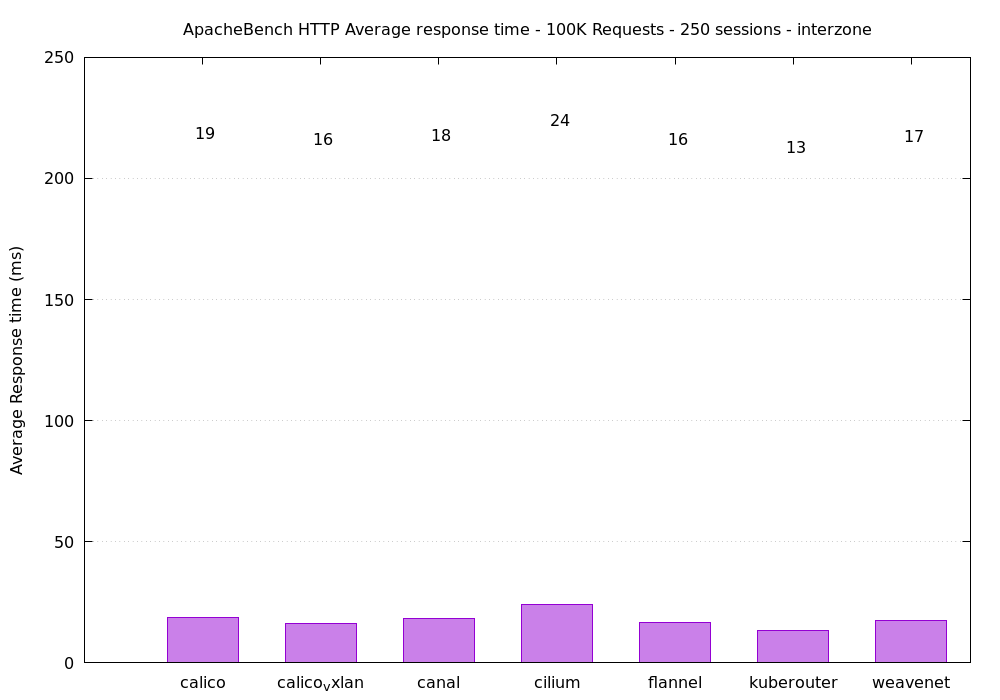 ApacheBench HTTP Average response time - 100K Requests - 250 sessions - interzone
250
19 16 18 24 16 13 17
200
150
Average Response time (ms)
100
50
0
calico calicovxlan canal cilium flannel kuberouter weavenet